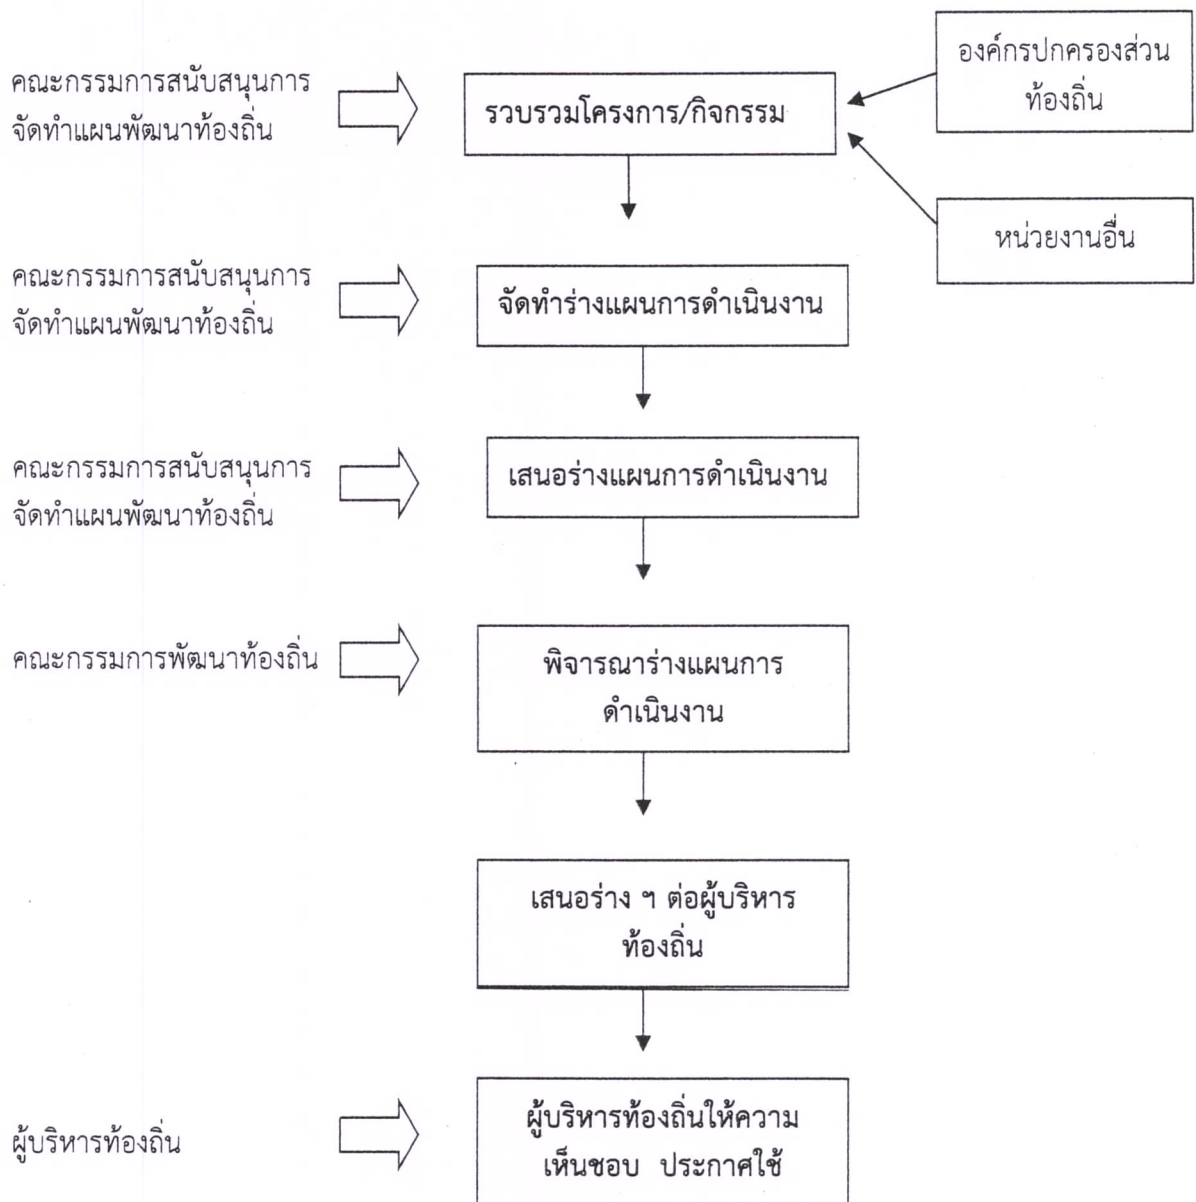 องค์กรปกครองส่วน
ท้องถิ่น
คณะกรรมการสนับสนุนการ
จัดทำแผนพัฒนาท้องถิ่น
รวบรวมโครงการ/กิจกรรม
หน่วยงานอื่น
คณะกรรมการสนับสนุนการ
จัดทำแผนพัฒนาท้องถิ่น
จัดทำร่างแผนการดำเนินงาน
คณะกรรมการสนับสนุนการ
จัดทำแผนพัฒนาท้องถิ่น
เสนอร่างแผนการดำเนินงาน
คณะกรรมการพัฒนาท้องถิ่น
พิจารณาร่างแผนการ
ดำเนินงาน
เสนอร่าง ฯ ต่อผู้บริหาร
ท้องถิ่น
ผู้บริหารท้องถิ่น
ผู้บริหารท้องถิ่นให้ความ
เห็นชอบ ประกาศใช้